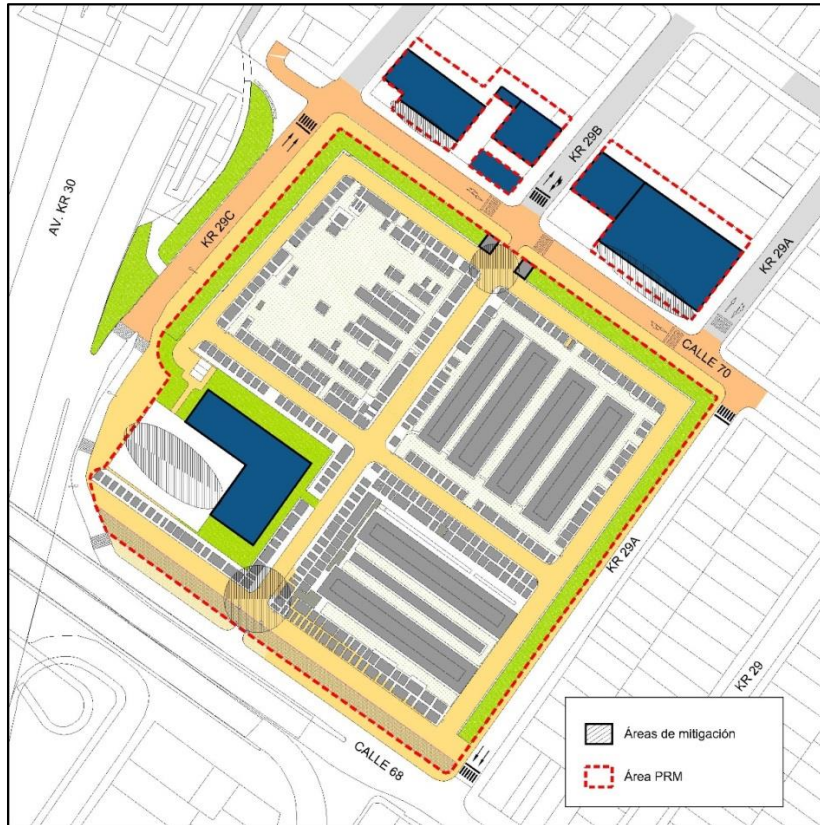 KR 29B
AV. KR 30
KR 29C
KR 29A
CALLE 70
KR 29A
KR 29
CALLE 68
Áreas de mitigación
Área PRM